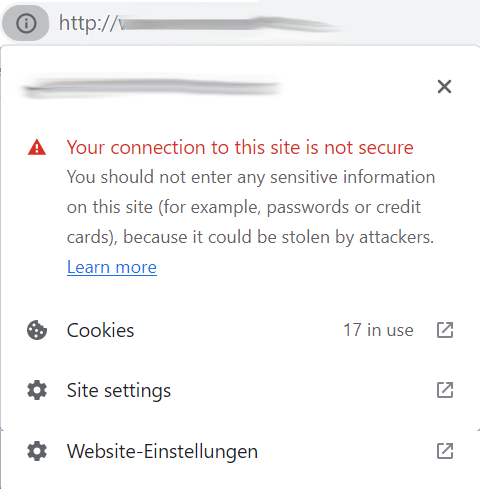 http://
Your connection to this site is not secure
You should not enter any sensitive information
on this site (for example, passwords or credit
cards), because it could be stolen by attackers.
Learn more
Cookies 17 in use
Site settings
Website-Einstellungen